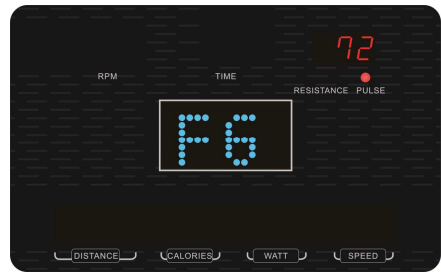 72
RPM
TIME
RESISTANCE PULSE
F6
DISTANCE
CALORIES
WATT
SPEED